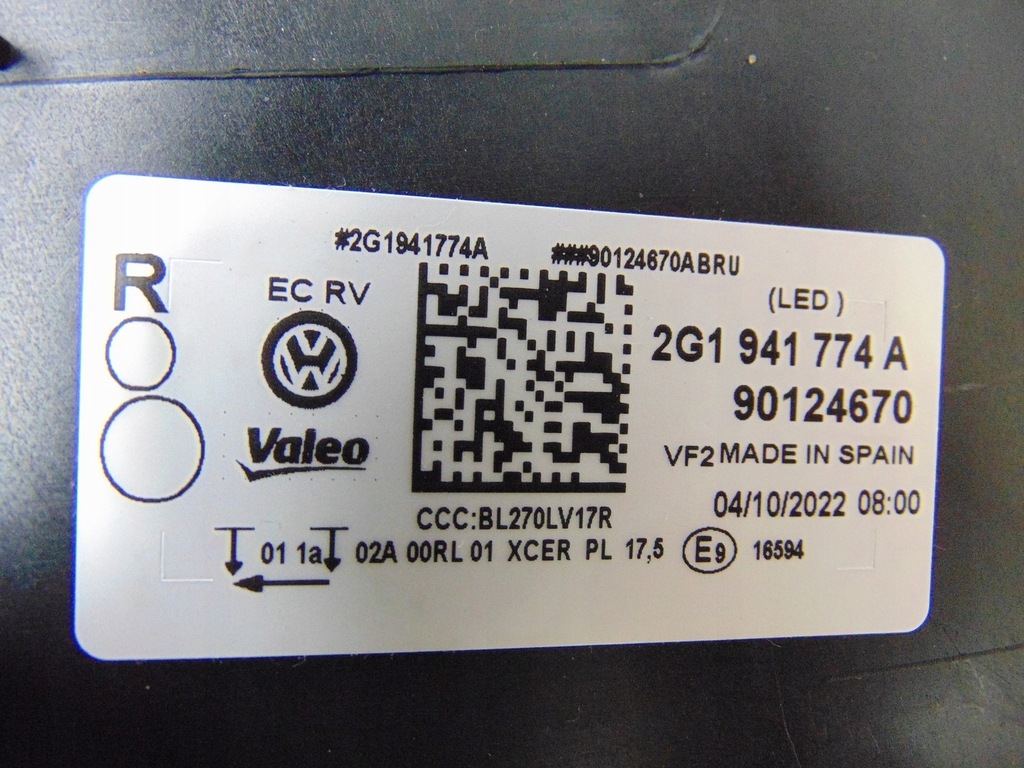 #2G1941774A ###90124670ABRU
R
EC RV
(LED )
VW
2G1 941 774 A
90124670
Valeo
VF2 MADE IN SPAIN
04/10/2022 08:00
CCC:BL270LV17R
01 1a 02A 00RL 01 XCER PL 17,5 E9 16594